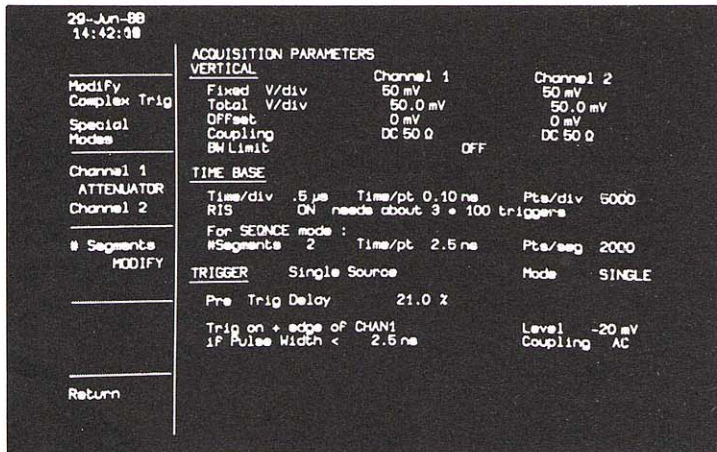 29-Jun-88
14:42:18
Modify
Complex Trig
Special
Modes
Channel 1
ATTENUATOR
Channel 2
# Segments
MODIFY
Return
ACQUISITION PARAMETERS
VERTICAL
Channel 1 Channel 2
Fixed V/div 50 mV 50 mV
Total V/div 50.0 mV 50.0 mV
OFFset 0 mV 0 mV
Coupling DC 50 Ω DC 50 Ω
BW Limit OFF
TIME BASE
Time/div .5 µs Time/pt 0.10 ns Pts/div 5000
RIS ON needs about 3 * 100 triggers
For SEQNCE mode :
#Segments 2 Time/pt 2.5 ns Pts/seg 2000
TRIGGER Single Source Mode SINGLE
Pre Trig Delay 21.0 %
Trig on + edge of CHAN1 Level -20 mV
if Pulse Width < 2.5 ns Coupling AC